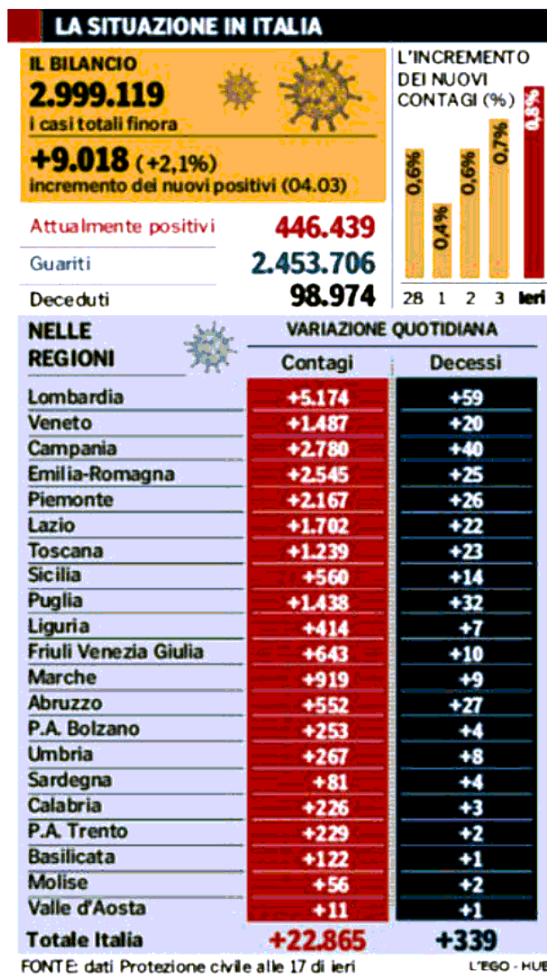 LA SITUAZIONE IN ITALIA
IL BILANCIO
2.999.119
i casi totali finora
+9.018 (+2,1%)
incremento dei nuovi positivi (04.03)
Attualmente positivi 446.439
Guariti 2.453.706
Deceduti 98.974
L'INCREMENTO
DEI NUOVI
CONTAGI (%)
0,6% 0,4% 0,6% 0,7% 0,8%
28 1 2 3 Ieri
NELLE
REGIONI
VARIAZIONE QUOTIDIANA
Contagi Decessi
Lombardia +5.174 +59
Veneto +1.487 +20
Campania +2.780 +40
Emilia-Romagna +2.545 +25
Piemonte +2.167 +26
Lazio +1.702 +22
Toscana +1.239 +23
Sicilia +560 +14
Puglia +1.438 +32
Liguria +414 +7
Friuli Venezia Giulia +643 +10
Marche +919 +9
Abruzzo +552 +27
P.A. Bolzano +253 +4
Umbria +267 +8
Sardegna +81 +4
Calabria +226 +3
P.A. Trento +229 +2
Basilicata +122 +1
Molise +56 +2
Valle d'Aosta +11 +1
Totale Italia +22.865 +339
FONTE: dati Protezione civile alle 17 di ieri
L'EGO - HUB